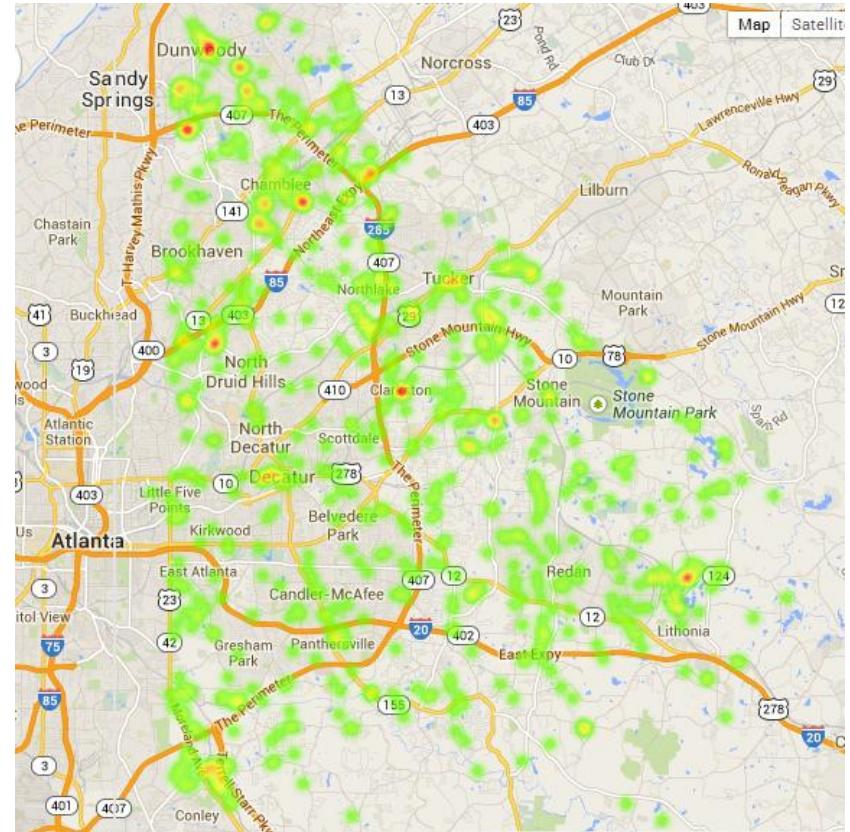 403
23
Map
Satellite
Dunwoody
Norcross
Pond Rd
Club Dr
Sandy
Springs
13
29
85
407
The Perimeter
403
Lawrenceville Hwy
The Perimeter
Chamblee
Lilburn
Ronald Reagan Pkwy
T. Harvey Mathis Pkwy
141
Northeast Expy
Chastain
Park
285
Brookhaven
407
Tucker
85
Northlake
Mountain
Park
41
Buckhead
13
403
29
Stone Mountain Hwy
Stone Mountain Hwy
3
400
10
78
19
North
Druid Hills
410
Clarkston
Stone
Mountain
Stone
Mountain Park
Atlantic
Station
North
Decatur
Scottdale
Decatur
278
The Perimeter
403
Little Five
Points
10
Belvedere
Park
Kirkwood
Atlanta
East Atlanta
407
12
Redan
124
3
23
Candler-McAfee
20
12
42
Gresham
Park
Panthersville
402
Lithonia
75
East Expy
85
The Perimeter
155
278
20
Moreland Ave
3
401
407
Conley